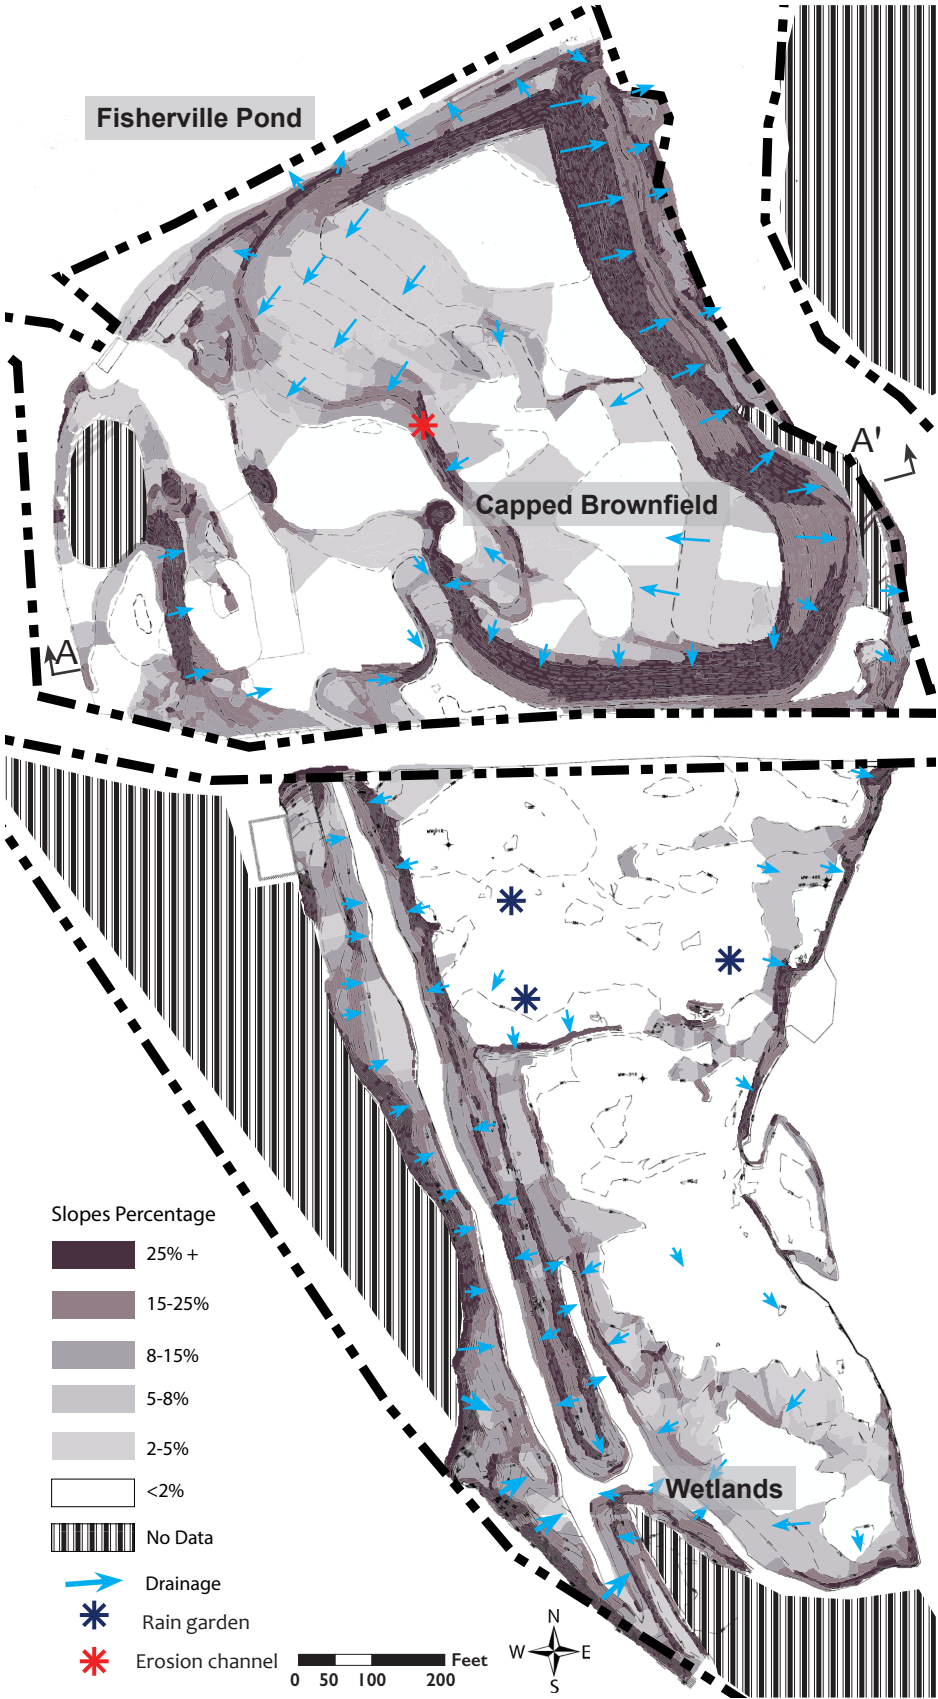 Fisherville Pond
A'
Capped Brownfield
A
Wetlands
Slopes Percentage
25% +
15-25%
8-15%
5-8%
2-5%
<2%
No Data
Drainage
Rain garden
Erosion channel
0 50 100 200 Feet
N
W E
S